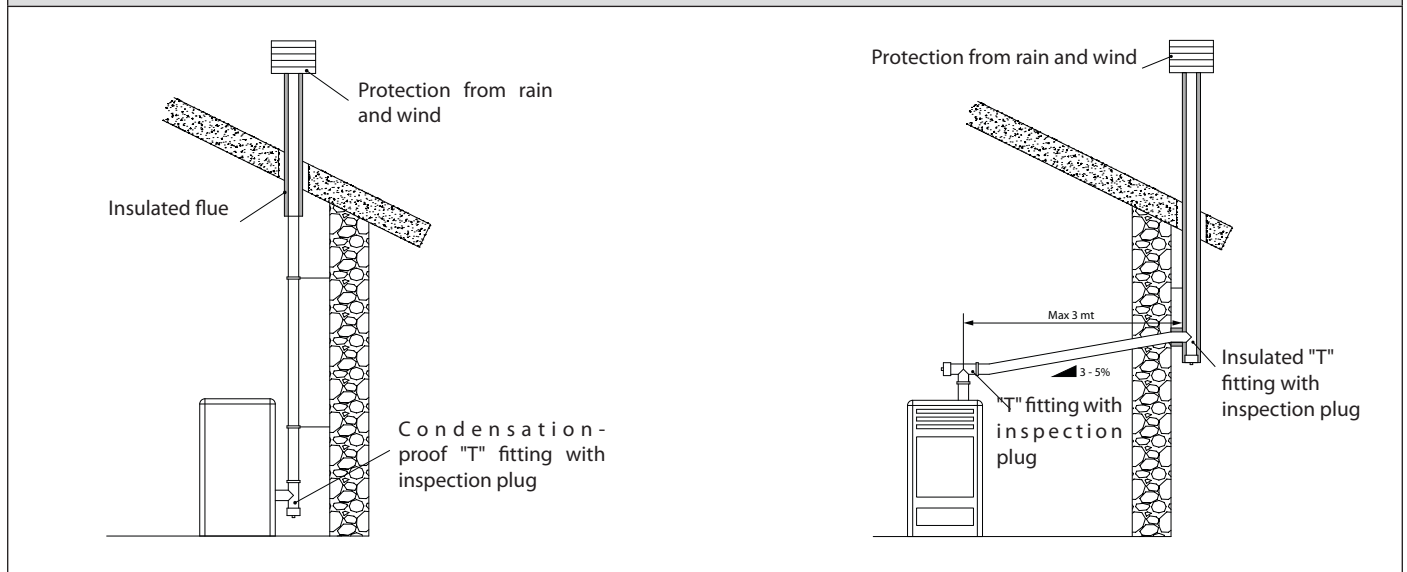 Protection from rain
and wind
Insulated flue
Condensation-
proof "T" fitting with
inspection plug
Protection from rain and wind
Max 3 mt
3 - 5%
"T" fitting with
inspection
plug
Insulated "T"
fitting with
inspection plug